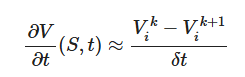 ∂V/∂t (S, t) ≈ (V_i^k − V_i^{k+1})/δt